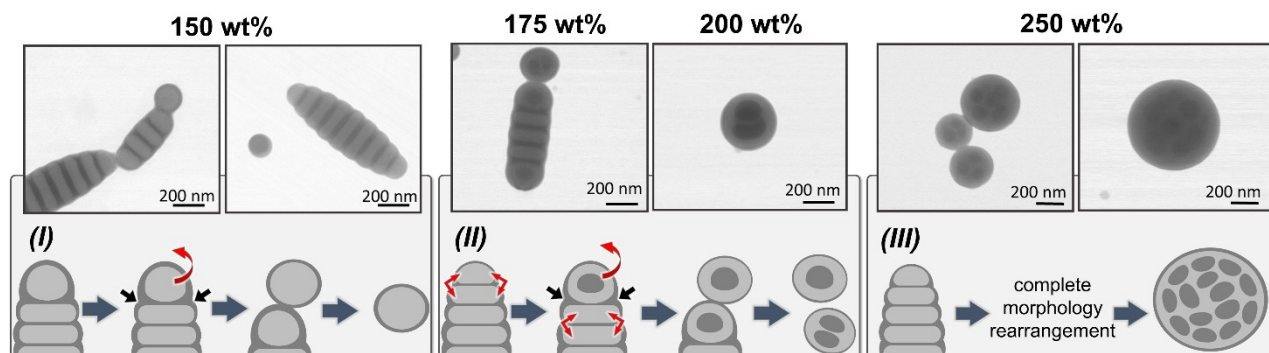 150 wt%
175 wt%
200 wt%
250 wt%
200 nm
200 nm
200 nm
200 nm
200 nm
200 nm
(I)
(II)
(III)
complete
morphology
rearrangement